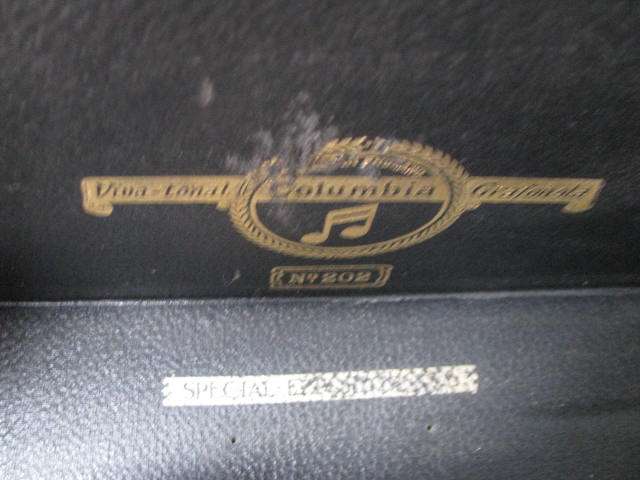 Viva-tonal Columbia Grafonola
No 202
SPECIAL